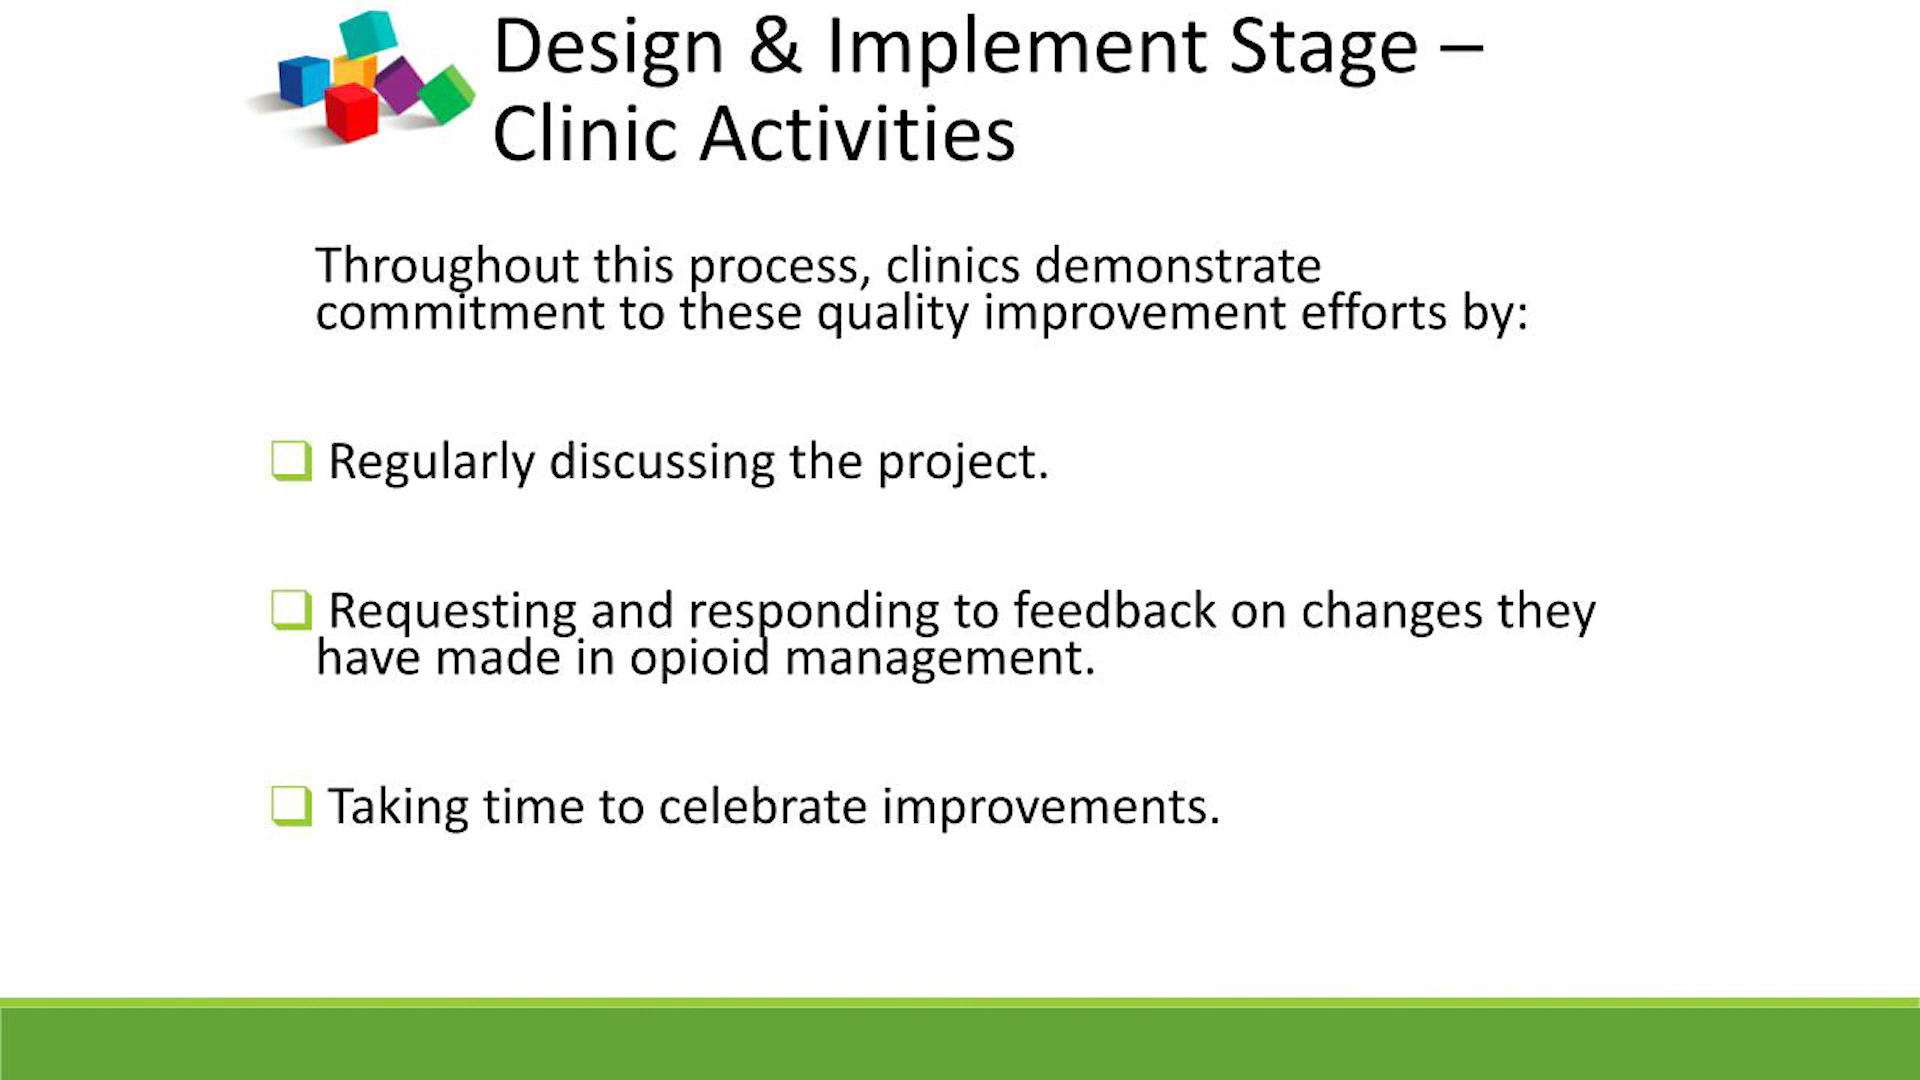 Design & Implement Stage –
Clinic Activities
Throughout this process, clinics demonstrate
commitment to these quality improvement efforts by:
Regularly discussing the project.
Requesting and responding to feedback on changes they
have made in opioid management.
Taking time to celebrate improvements.